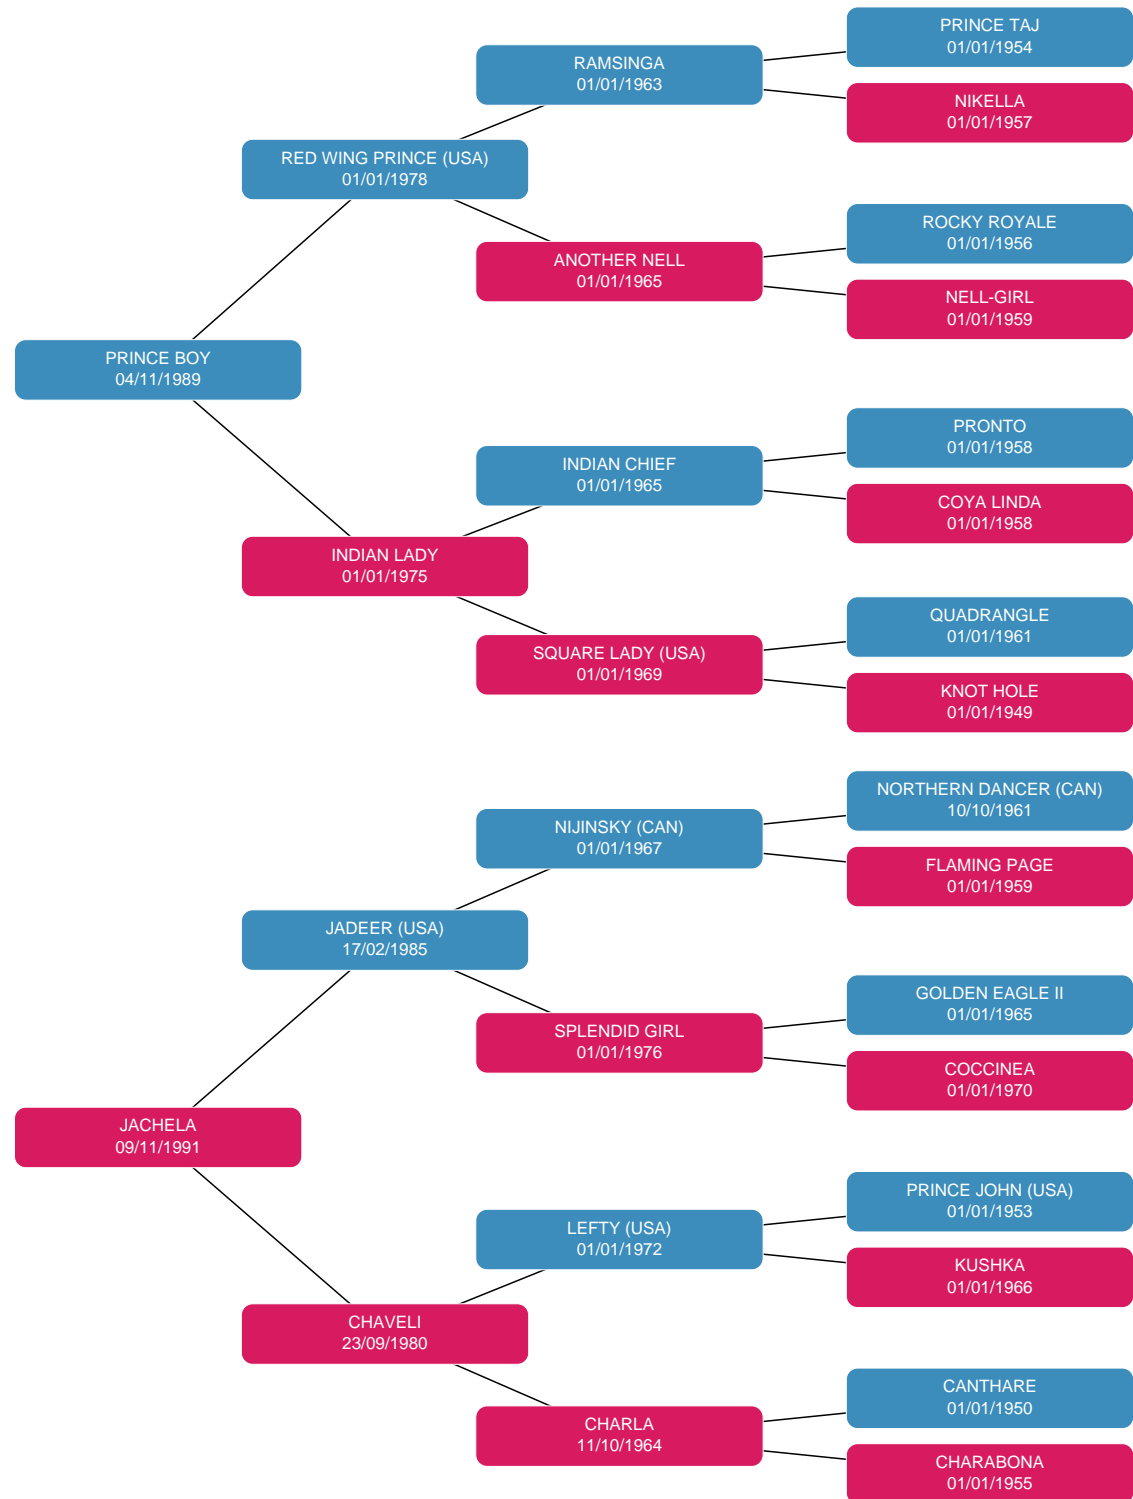 PRINCE TAJ
01/01/1954
RAMSINGA
01/01/1963
NIKELLA
01/01/1957
RED WING PRINCE (USA)
01/01/1978
ROCKY ROYALE
01/01/1956
ANOTHER NELL
01/01/1965
NELL-GIRL
01/01/1959
PRINCE BOY
04/11/1989
PRONTO
01/01/1958
INDIAN CHIEF
01/01/1965
COYA LINDA
01/01/1958
INDIAN LADY
01/01/1975
QUADRANGLE
01/01/1961
SQUARE LADY (USA)
01/01/1969
KNOT HOLE
01/01/1949
NORTHERN DANCER (CAN)
10/10/1961
NIJINSKY (CAN)
01/01/1967
FLAMING PAGE
01/01/1959
JADEER (USA)
17/02/1985
GOLDEN EAGLE II
01/01/1965
SPLENDID GIRL
01/01/1976
COCCINEA
01/01/1970
JACHELA
09/11/1991
PRINCE JOHN (USA)
01/01/1953
LEFTY (USA)
01/01/1972
KUSHKA
01/01/1966
CHAVELI
23/09/1980
CANTHARE
01/01/1950
CHARLA
11/10/1964
CHARABONA
01/01/1955